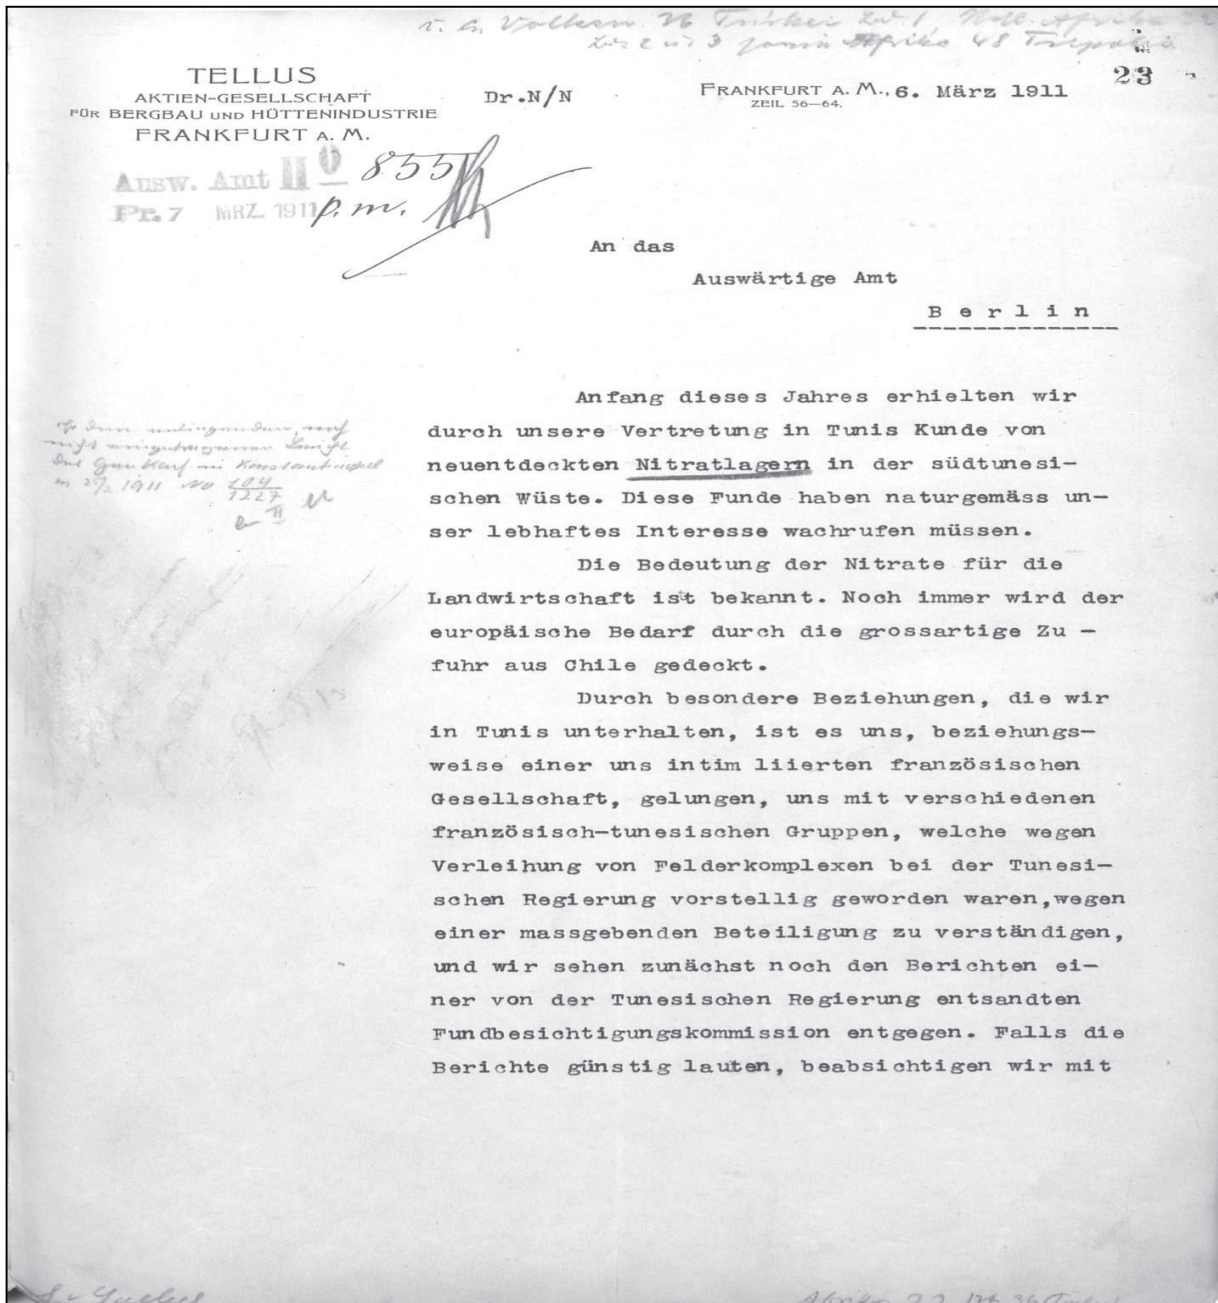 23
TELLUS
AKTIEN-GESELLSCHAFT
FÜR BERGBAU UND HÜTTENINDUSTRIE
FRANKFURT A. M.
Dr.N/N
FRANKFURT A. M., 6. März 1911
ZEIL 56—64.
Ausw. Amt II 855
Pr. 7 MRZ. 1911 p.m.
An das
Auswärtige Amt
Berlin
Anfang dieses Jahres erhielten wir
durch unsere Vertretung in Tunis Kunde von
neuentdeckten Nitratlagern in der südtunesi-
schen Wüste. Diese Funde haben naturgemäss un-
ser lebhaftes Interesse wachrufen müssen.
Die Bedeutung der Nitrate für die
Landwirtschaft ist bekannt. Noch immer wird der
europäische Bedarf durch die grossartige Zu -
fuhr aus Chile gedeckt.
Durch besondere Beziehungen, die wir
in Tunis unterhalten, ist es uns, beziehungs-
weise einer uns intim liierten französischen
Gesellschaft, gelungen, uns mit verschiedenen
französisch-tunesischen Gruppen, welche wegen
Verleihung von Felderkomplexen bei der Tunesi-
schen Regierung vorstellig geworden waren,wegen
einer massgebenden Beteiligung zu verständigen,
und wir sehen zunächst noch den Berichten ei-
ner von der Tunesischen Regierung entsandten
Fundbesichtigungskommission entgegen. Falls die
Berichte günstig lauten, beabsichtigen wir mit